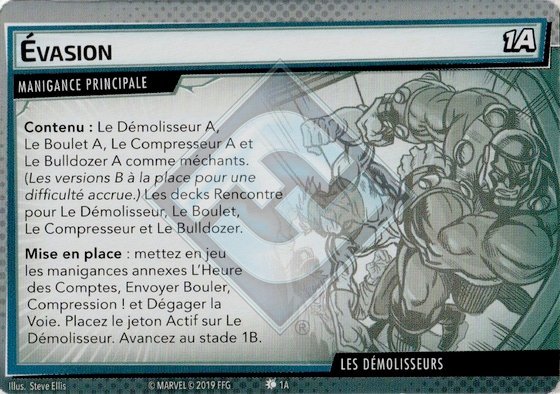 Évasion
1A
MANIGANCE PRINCIPALE
Contenu : Le Démolisseur A,
Le Boulet A, Le Compresseur A et
Le Bulldozer A comme méchants.
(Les versions B à la place pour une
difficulté accrue.) Les decks Rencontre
pour Le Démolisseur, Le Boulet,
Le Compresseur et Le Bulldozer.
Mise en place : mettez en jeu
les manigances annexes L'Heure
des Comptes, Envoyer Bouler,
Compression ! et Dégager la
Voie. Placez le jeton Actif sur Le
Démolisseur. Avancez au stade 1B.
®
LES DÉMOLISSEURS
Illus. Steve Ellis © MARVEL © 2019 FFG 1A